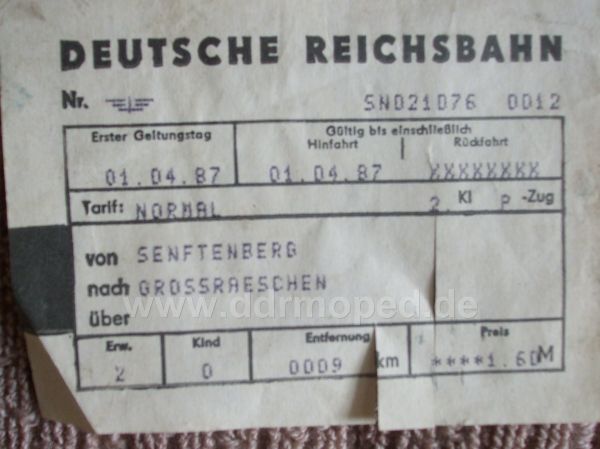 DEUTSCHE REICHSBAHN
Nr. SN021076 0012
Erster Geltungstag
Gültig bis einschließlich
Hinfahrt Rückfahrt
01.04.87 01.04.87 XXXXXXXX
Tarif: NORMAL 2. Kl P -Zug
von SENFTENBERG
nach GROSSRAESCHEN
www.ddrmoped.de
über
Erw. Kind Entfernung Preis
2 0 0009 km ****1.60M